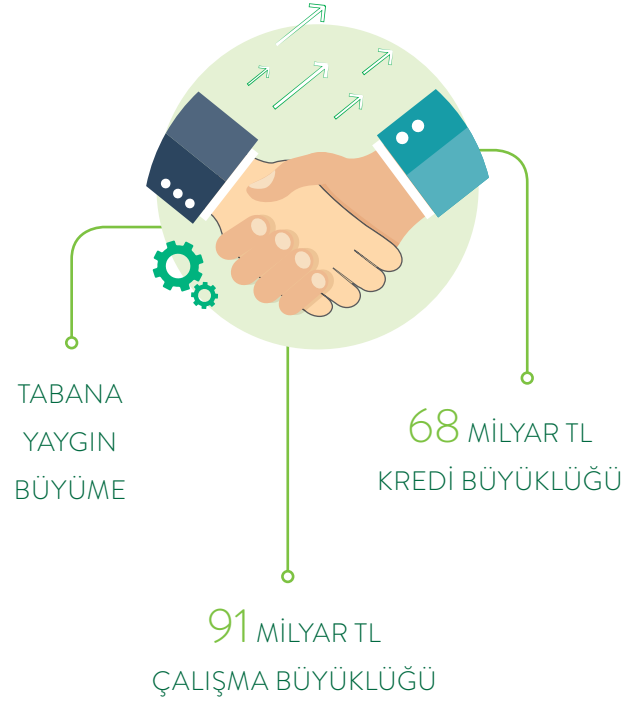 TABANA
YAYGIN
BÜYÜME
68 MİLYAR TL
KREDİ BÜYÜKLÜĞÜ
91 MİLYAR TL
ÇALIŞMA BÜYÜKLÜĞÜ